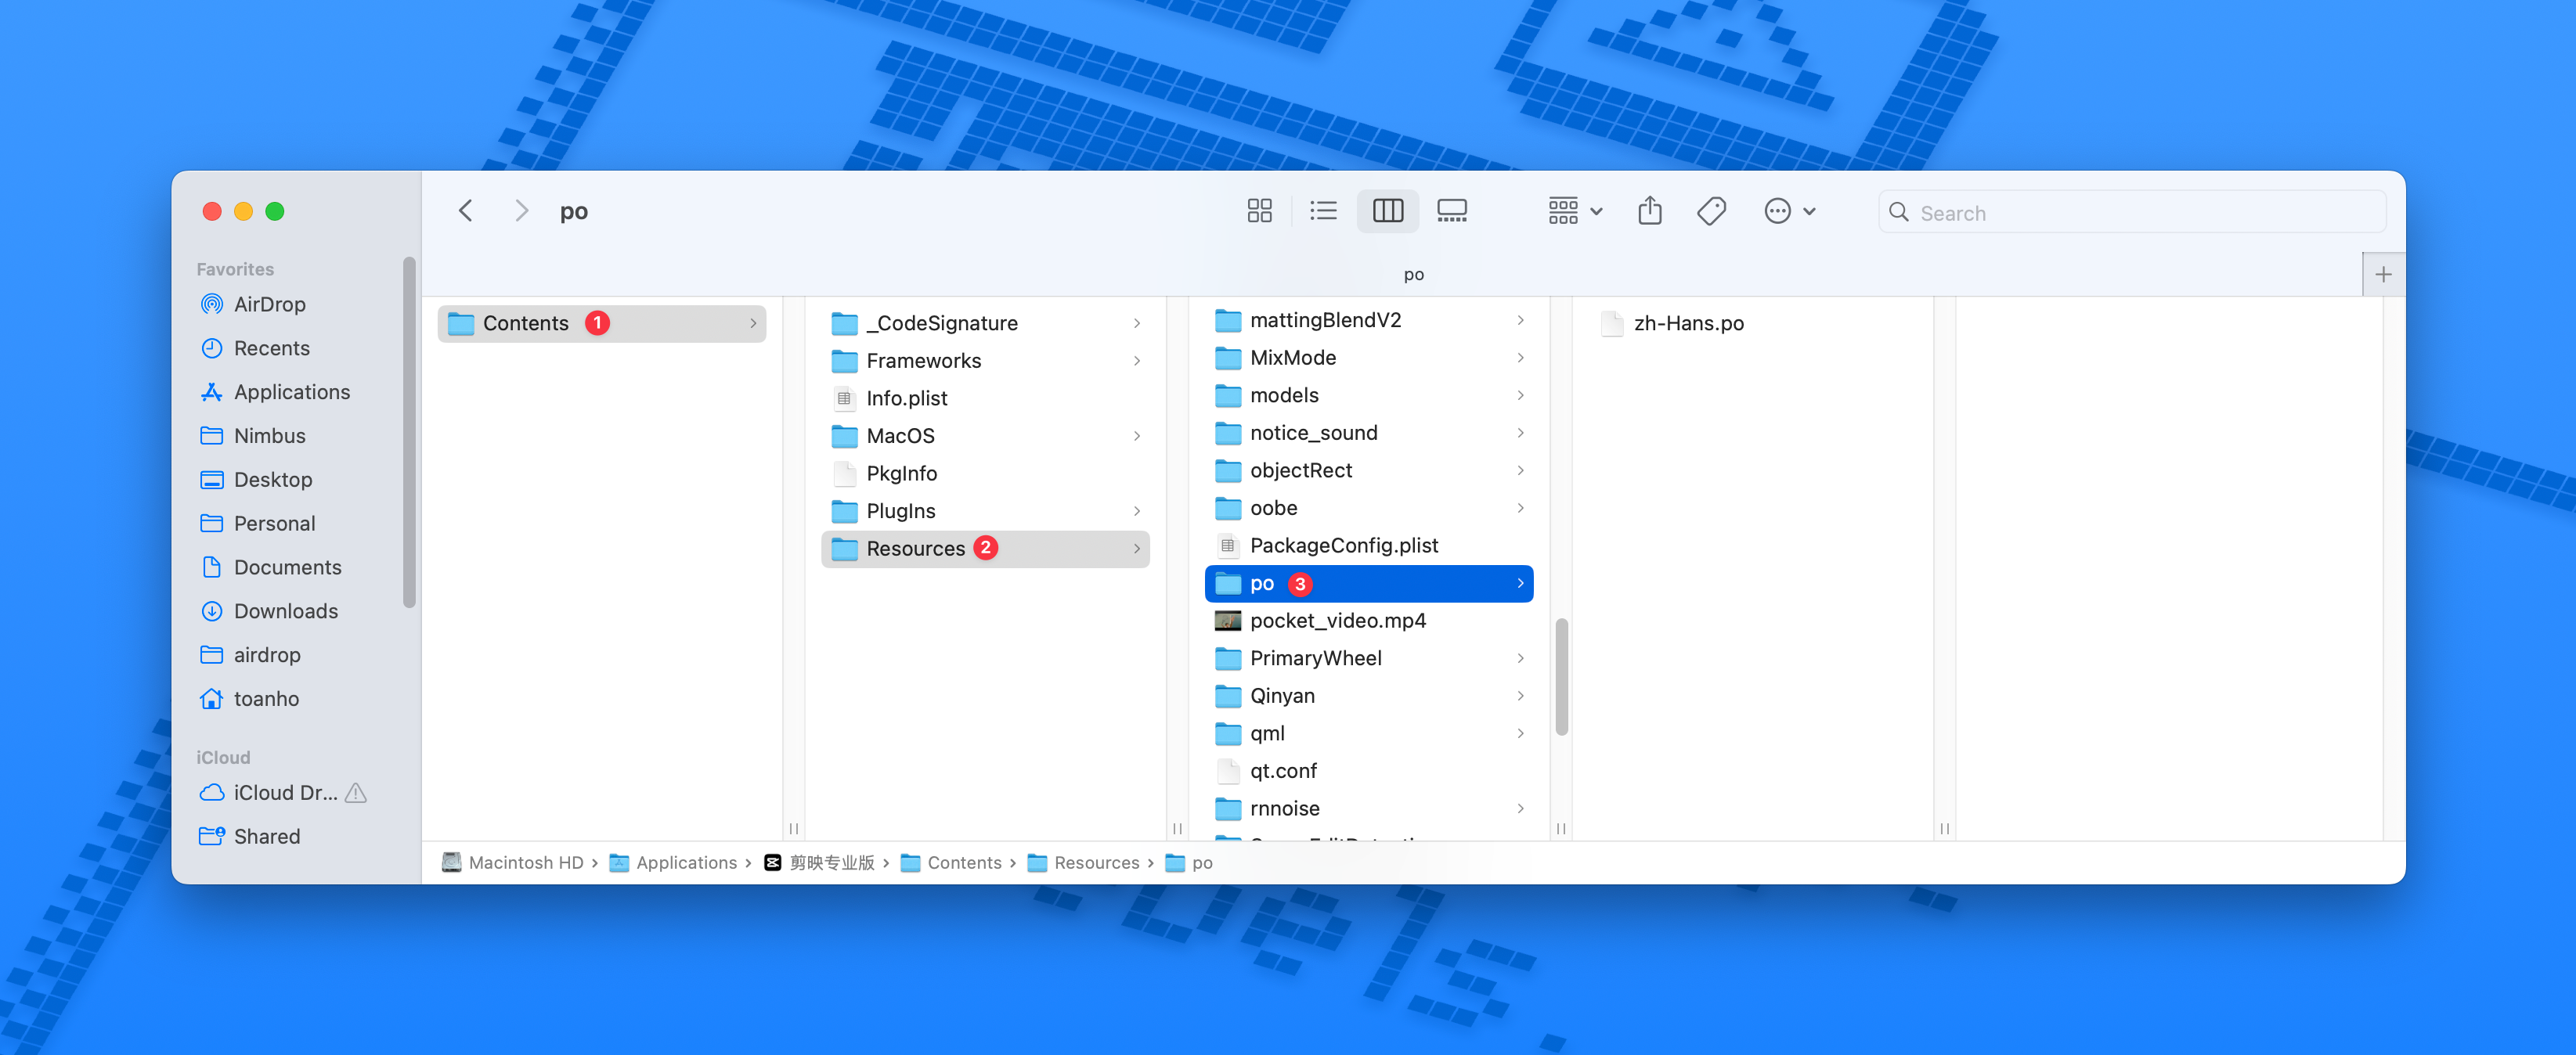 po
Search
po
Favorites
AirDrop
Recents
Applications
Nimbus
Desktop
Personal
Documents
Downloads
airdrop
toanho
iCloud
iCloud Dr...
Shared
Contents 1
_CodeSignature
Frameworks
Info.plist
MacOS
PkgInfo
PlugIns
Resources 2
mattingBlendV2
MixMode
models
notice_sound
objectRect
oobe
PackageConfig.plist
po 3
pocket_video.mp4
PrimaryWheel
Qinyan
qml
qt.conf
rnnoise
zh-Hans.po
Macintosh HD › Applications › 剪映专业版 › Contents › Resources › po